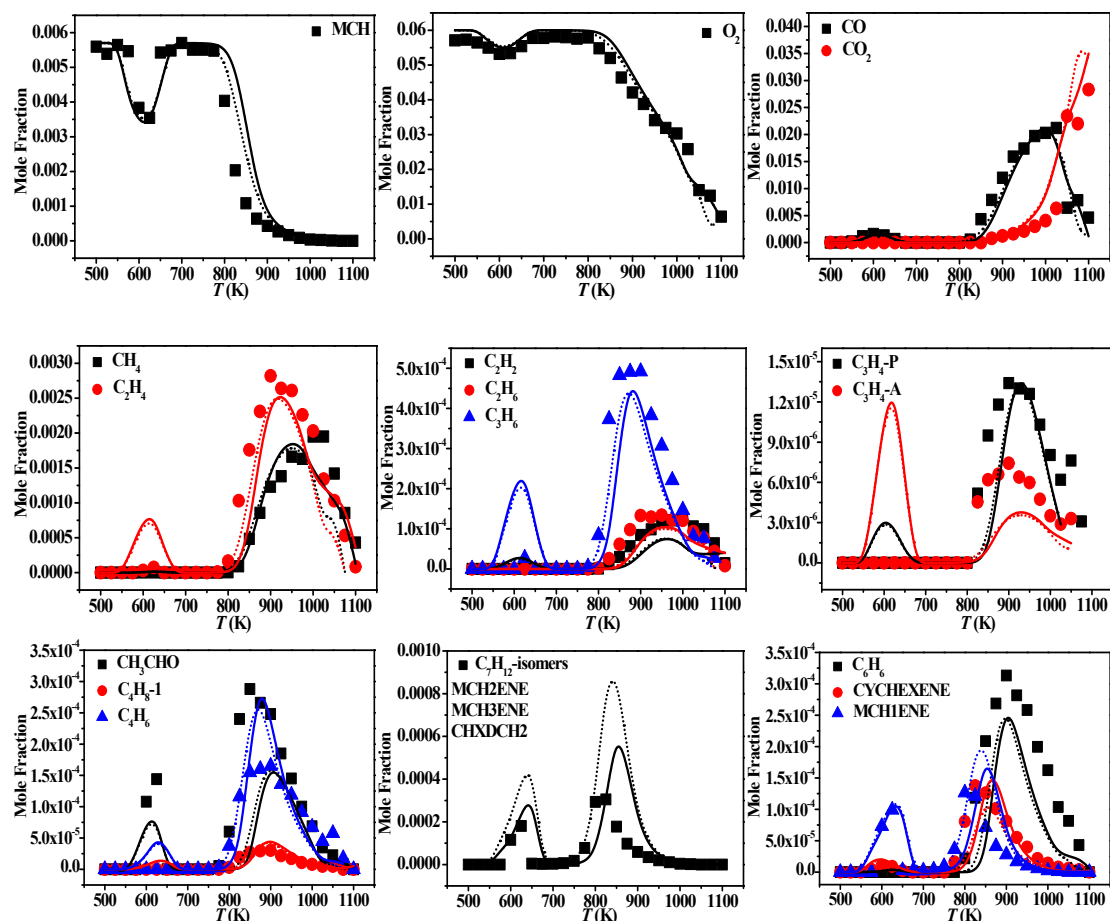 MCH
0.006
0.005
0.004
0.003
0.002
0.001
0.000
Mole Fraction
500 600 700 800 900 1000 1100
T (K)
O₂
0.06
0.05
0.04
0.03
0.02
0.01
0.00
Mole Fraction
500 600 700 800 900 1000 1100
T (K)
CO
CO₂
0.040
0.035
0.030
0.025
0.020
0.015
0.010
0.005
0.000
Mole Fraction
500 600 700 800 900 1000 1100
T (K)
CH₄
C₂H₄
0.0030
0.0025
0.0020
0.0015
0.0010
0.0005
0.0000
Mole Fraction
500 600 700 800 900 1000 1100
T (K)
C₂H₂
C₂H₆
C₃H₆
5.0x10⁻⁴
4.0x10⁻⁴
3.0x10⁻⁴
2.0x10⁻⁴
1.0x10⁻⁴
0.0
Mole Fraction
500 600 700 800 900 1000 1100
T (K)
C₃H₄-P
C₃H₄-A
1.5x10⁻⁵
1.2x10⁻⁵
9.0x10⁻⁶
6.0x10⁻⁶
3.0x10⁻⁶
0.0
Mole Fraction
500 600 700 800 900 1000 1100
T (K)
CH₃CHO
C₄H₈-1
C₄H₆
3.5x10⁻⁴
3.0x10⁻⁴
2.5x10⁻⁴
2.0x10⁻⁴
1.5x10⁻⁴
1.0x10⁻⁴
5.0x10⁻⁵
0.0
Mole Fraction
500 600 700 800 900 1000 1100
T (K)
C₇H₁₂-isomers
MCH2ENE
MCH3ENE
CHXDCH2
0.0010
0.0008
0.0006
0.0004
0.0002
0.0000
Mole Fraction
500 600 700 800 900 1000 1100
T (K)
C₆H₆
CYCHEXENE
MCH1ENE
3.5x10⁻⁴
3.0x10⁻⁴
2.5x10⁻⁴
2.0x10⁻⁴
1.5x10⁻⁴
1.0x10⁻⁴
5.0x10⁻⁵
0.0
Mole Fraction
500 600 700 800 900 1000 1100
T (K)